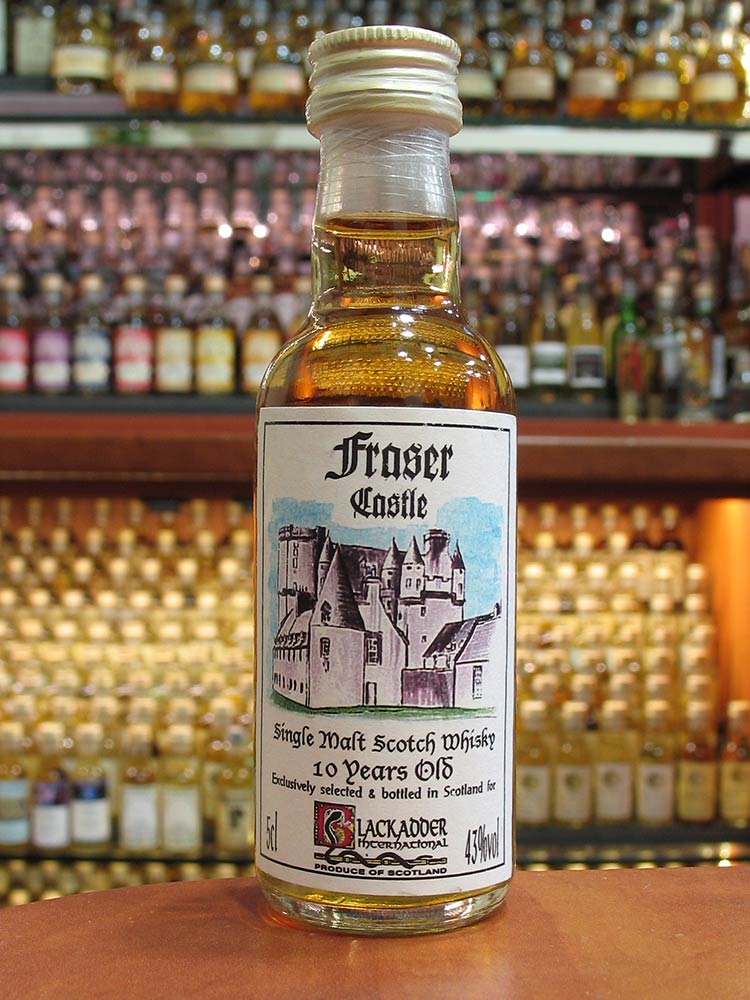 Fraser
Castle
Single Malt Scotch Whisky
10 Years Old
Exclusively selected & bottled in Scotland for
BLACKADDER
International
5cl
43%vol
PRODUCE OF SCOTLAND